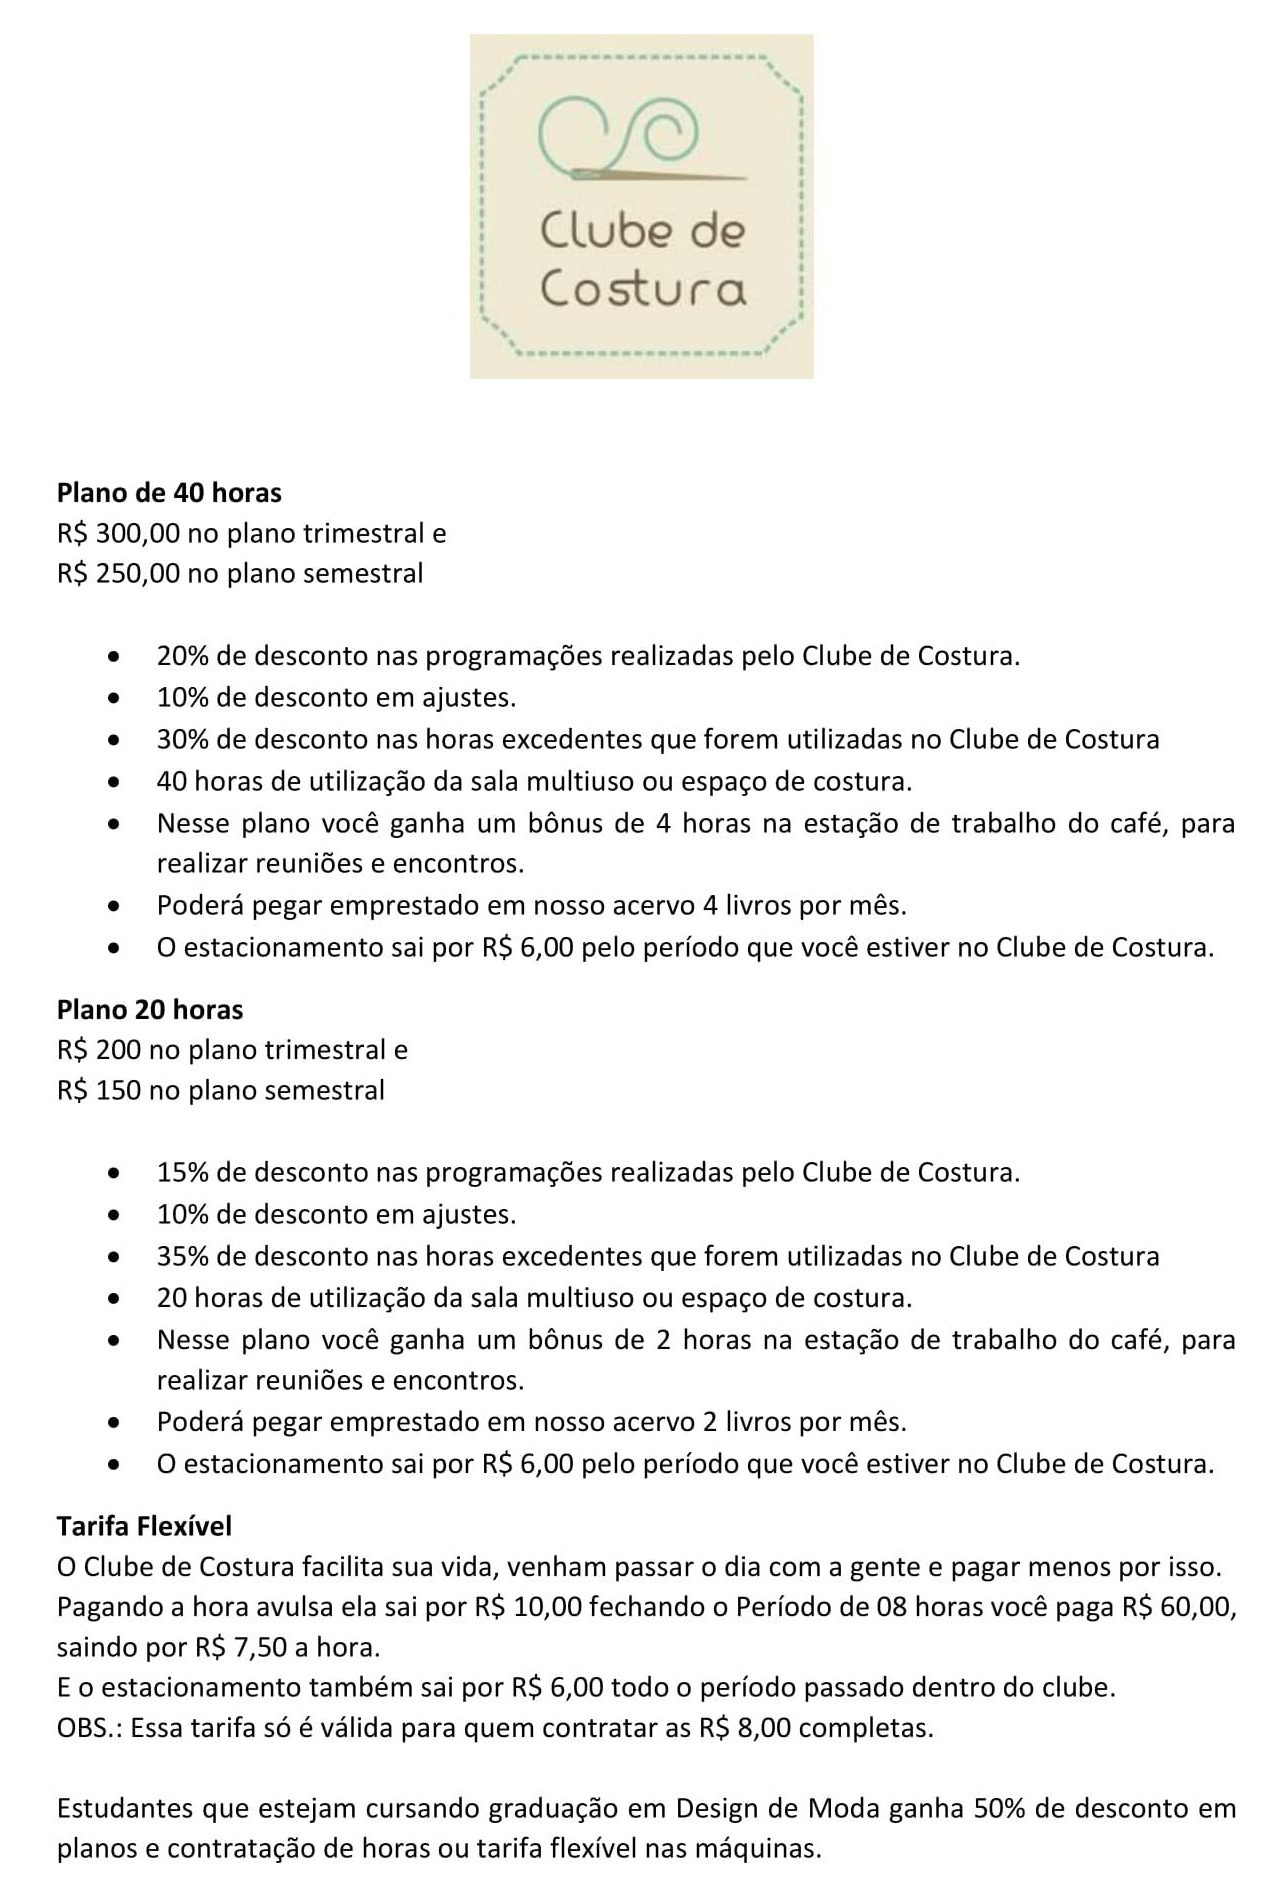 Clube de
Costura
Plano de 40 horas
R$ 300,00 no plano trimestral e
R$ 250,00 no plano semestral
• 20% de desconto nas programações realizadas pelo Clube de Costura.
• 10% de desconto em ajustes.
• 30% de desconto nas horas excedentes que forem utilizadas no Clube de Costura
• 40 horas de utilização da sala multiuso ou espaço de costura.
• Nesse plano você ganha um bônus de 4 horas na estação de trabalho do café, para
realizar reuniões e encontros.
• Poderá pegar emprestado em nosso acervo 4 livros por mês.
• O estacionamento sai por R$ 6,00 pelo período que você estiver no Clube de Costura.
Plano 20 horas
R$ 200 no plano trimestral e
R$ 150 no plano semestral
• 15% de desconto nas programações realizadas pelo Clube de Costura.
• 10% de desconto em ajustes.
• 35% de desconto nas horas excedentes que forem utilizadas no Clube de Costura
• 20 horas de utilização da sala multiuso ou espaço de costura.
• Nesse plano você ganha um bônus de 2 horas na estação de trabalho do café, para
realizar reuniões e encontros.
• Poderá pegar emprestado em nosso acervo 2 livros por mês.
• O estacionamento sai por R$ 6,00 pelo período que você estiver no Clube de Costura.
Tarifa Flexível
O Clube de Costura facilita sua vida, venham passar o dia com a gente e pagar menos por isso.
Pagando a hora avulsa ela sai por R$ 10,00 fechando o Período de 08 horas você paga R$ 60,00,
saindo por R$ 7,50 a hora.
E o estacionamento também sai por R$ 6,00 todo o período passado dentro do clube.
OBS.: Essa tarifa só é válida para quem contratar as R$ 8,00 completas.
Estudantes que estejam cursando graduação em Design de Moda ganha 50% de desconto em
planos e contratação de horas ou tarifa flexível nas máquinas.